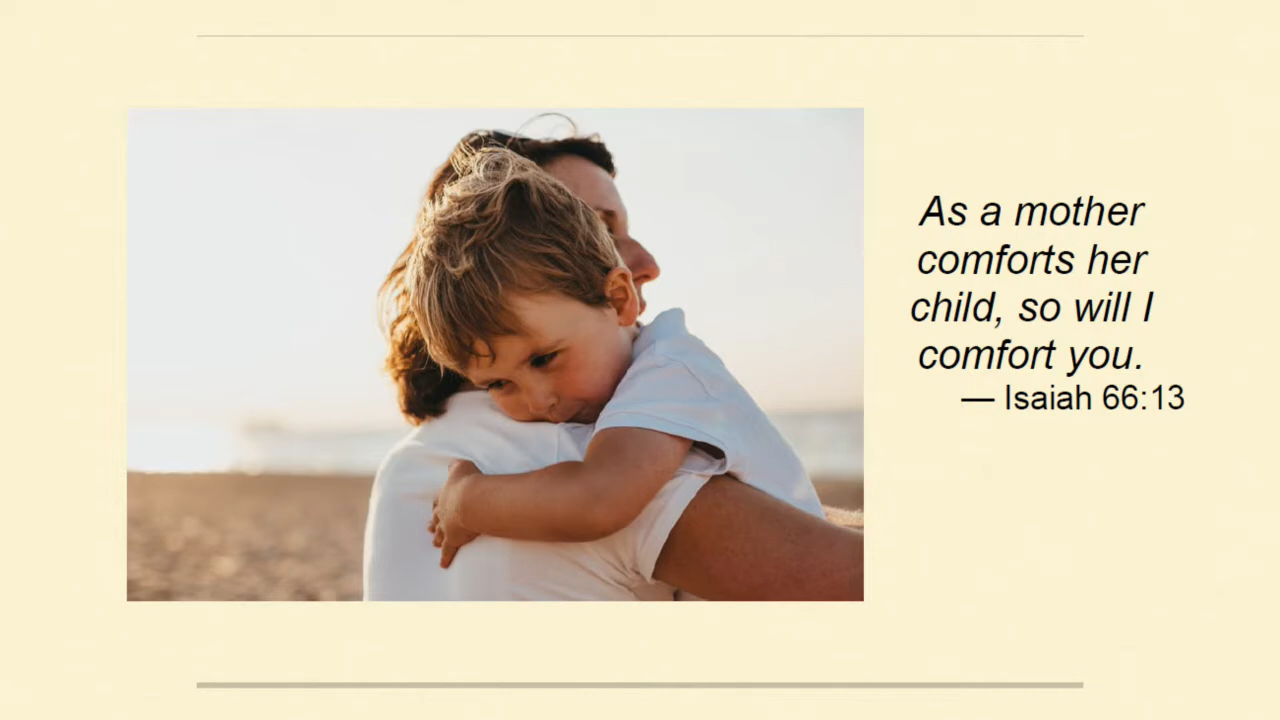 As a mother
comforts her
child, so will I
comfort you.
— Isaiah 66:13